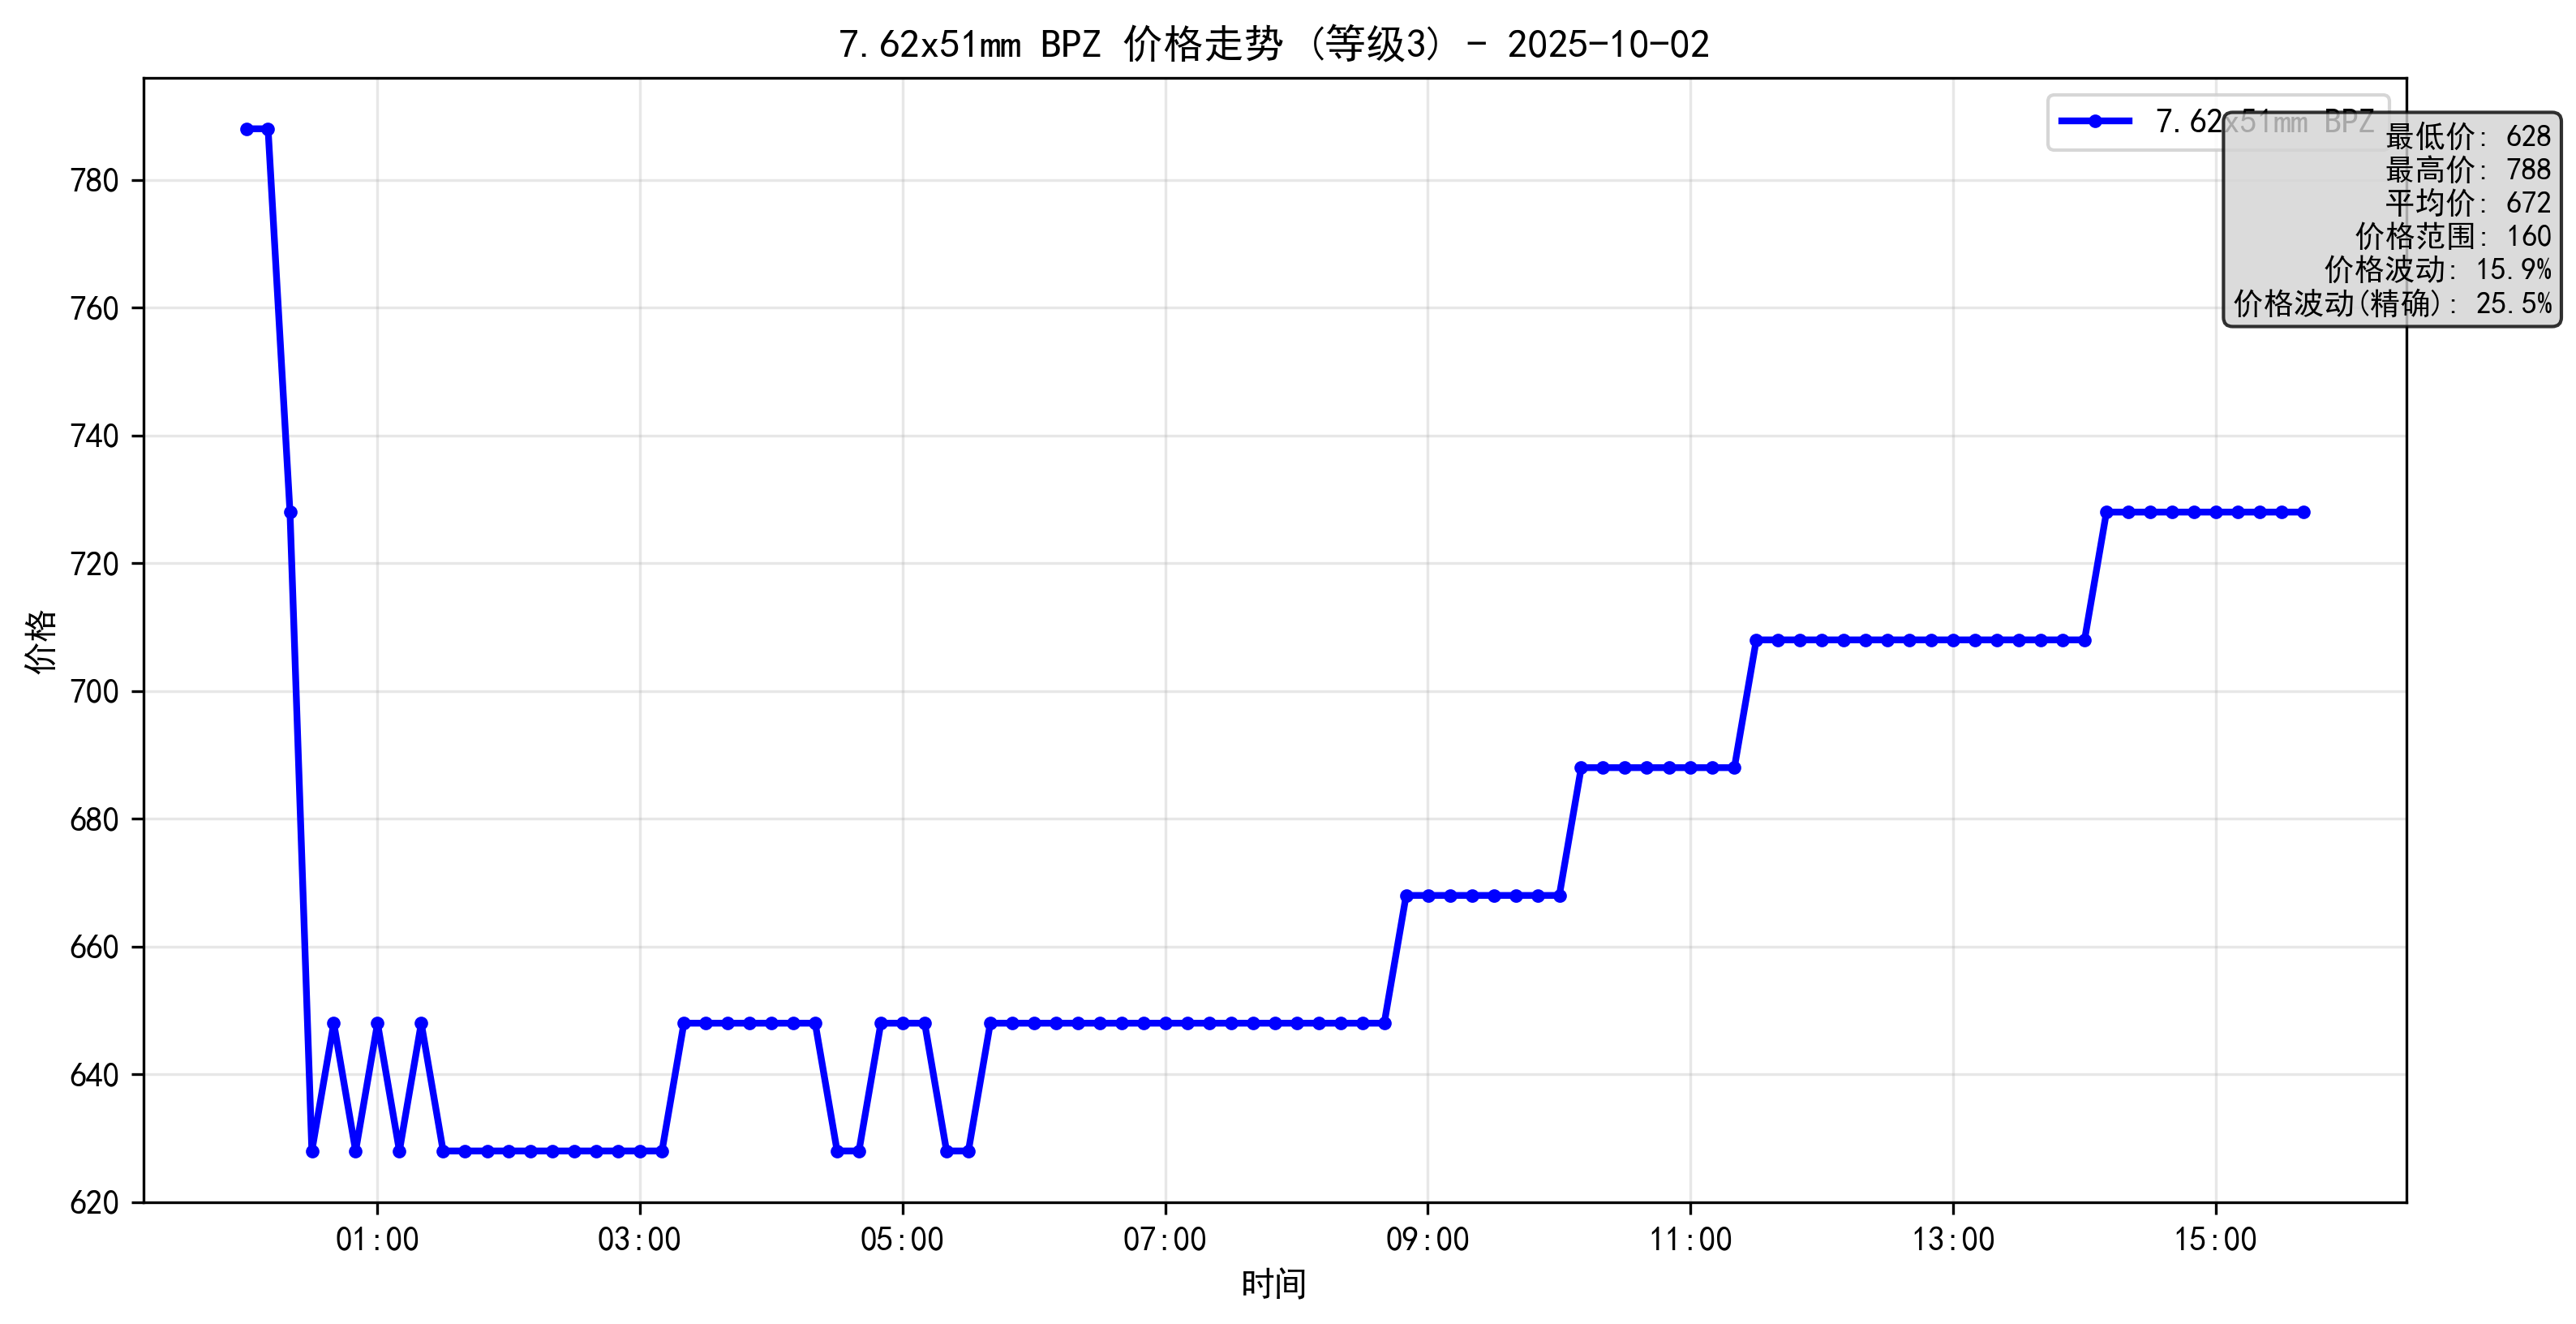 7.62x51mm BPZ 价格走势 (等级3) - 2025-10-02
7.62x51mm BPZ
最低价: 628
最高价: 788
平均价: 672
价格范围: 160
价格波动: 15.9%
价格波动(精确): 25.5%
价格
780
760
740
720
700
680
660
640
620
01:00 03:00 05:00 07:00 09:00 11:00 13:00 15:00
时间